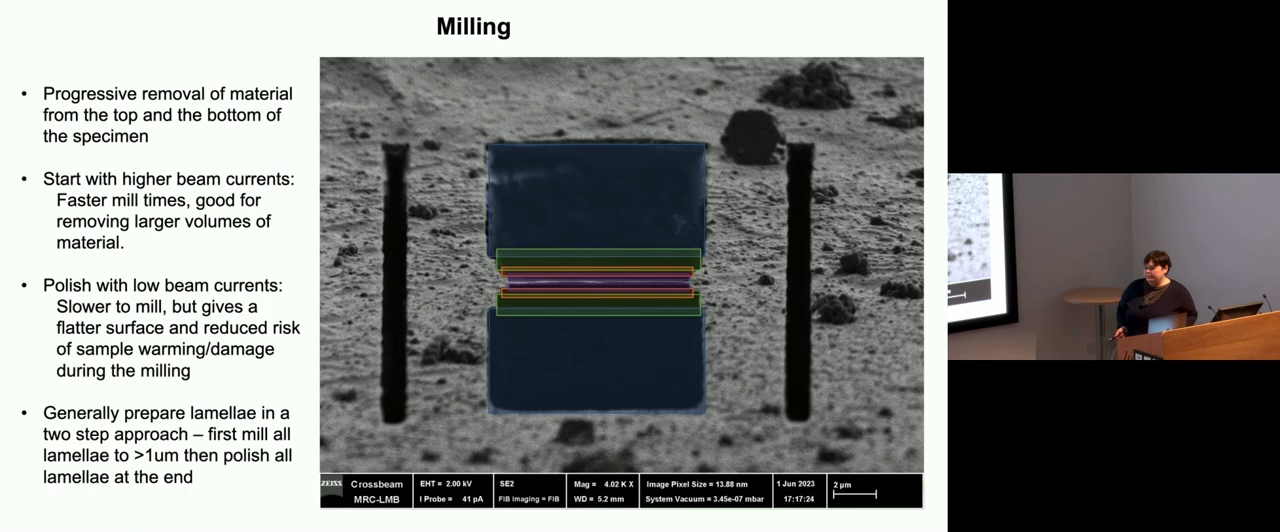 Milling
• Progressive removal of material
from the top and the bottom of
the specimen
• Start with higher beam currents:
Faster mill times, good for
removing larger volumes of
material.
• Polish with low beam currents:
Slower to mill, but gives a
flatter surface and reduced risk
of sample warming/damage
during the milling
• Generally prepare lamellae in a
two step approach – first mill all
lamellae to >1um then polish all
lamellae at the end
ZEISS
Crossbeam
MRC-LMB
EHT = 2.00 kV
I Probe = 41 pA
SE2
FIB Imaging = FIB
Mag = 4.02 K X
WD = 5.2 mm
Image Pixel Size = 13.88 nm
System Vacuum = 3.45e-07 mbar
1 Jun 2023
17:17:24
2 µm